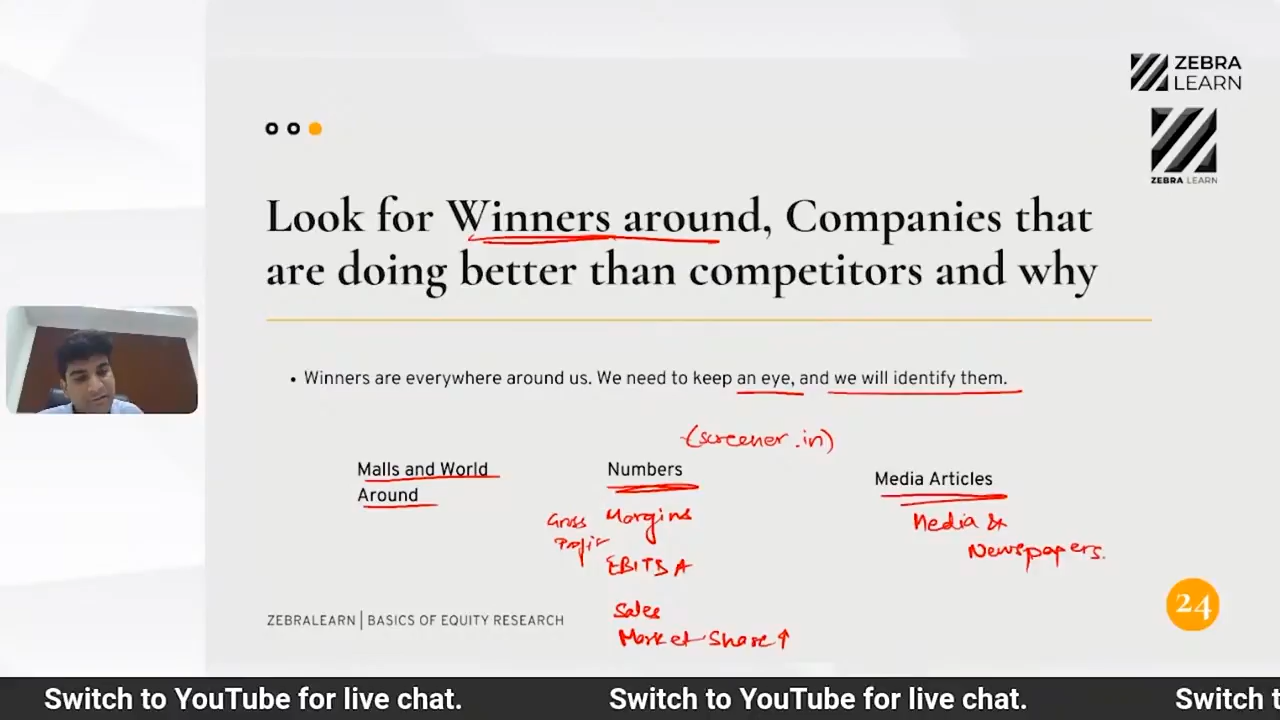 ZEBRA
LEARN
ZEBRA LEARN
Look for Winners around, Companies that
are doing better than competitors and why
• Winners are everywhere around us. We need to keep an eye, and we will identify them.
(screener.in)
Malls and World
Around
Numbers
Gross
Profit
Margins
EBITDA
Sales
Market Share ↑
Media Articles
Media &
Newspapers.
ZEBRALEARN | BASICS OF EQUITY RESEARCH
24
Switch to YouTube for live chat. Switch to YouTube for live chat. Switch t